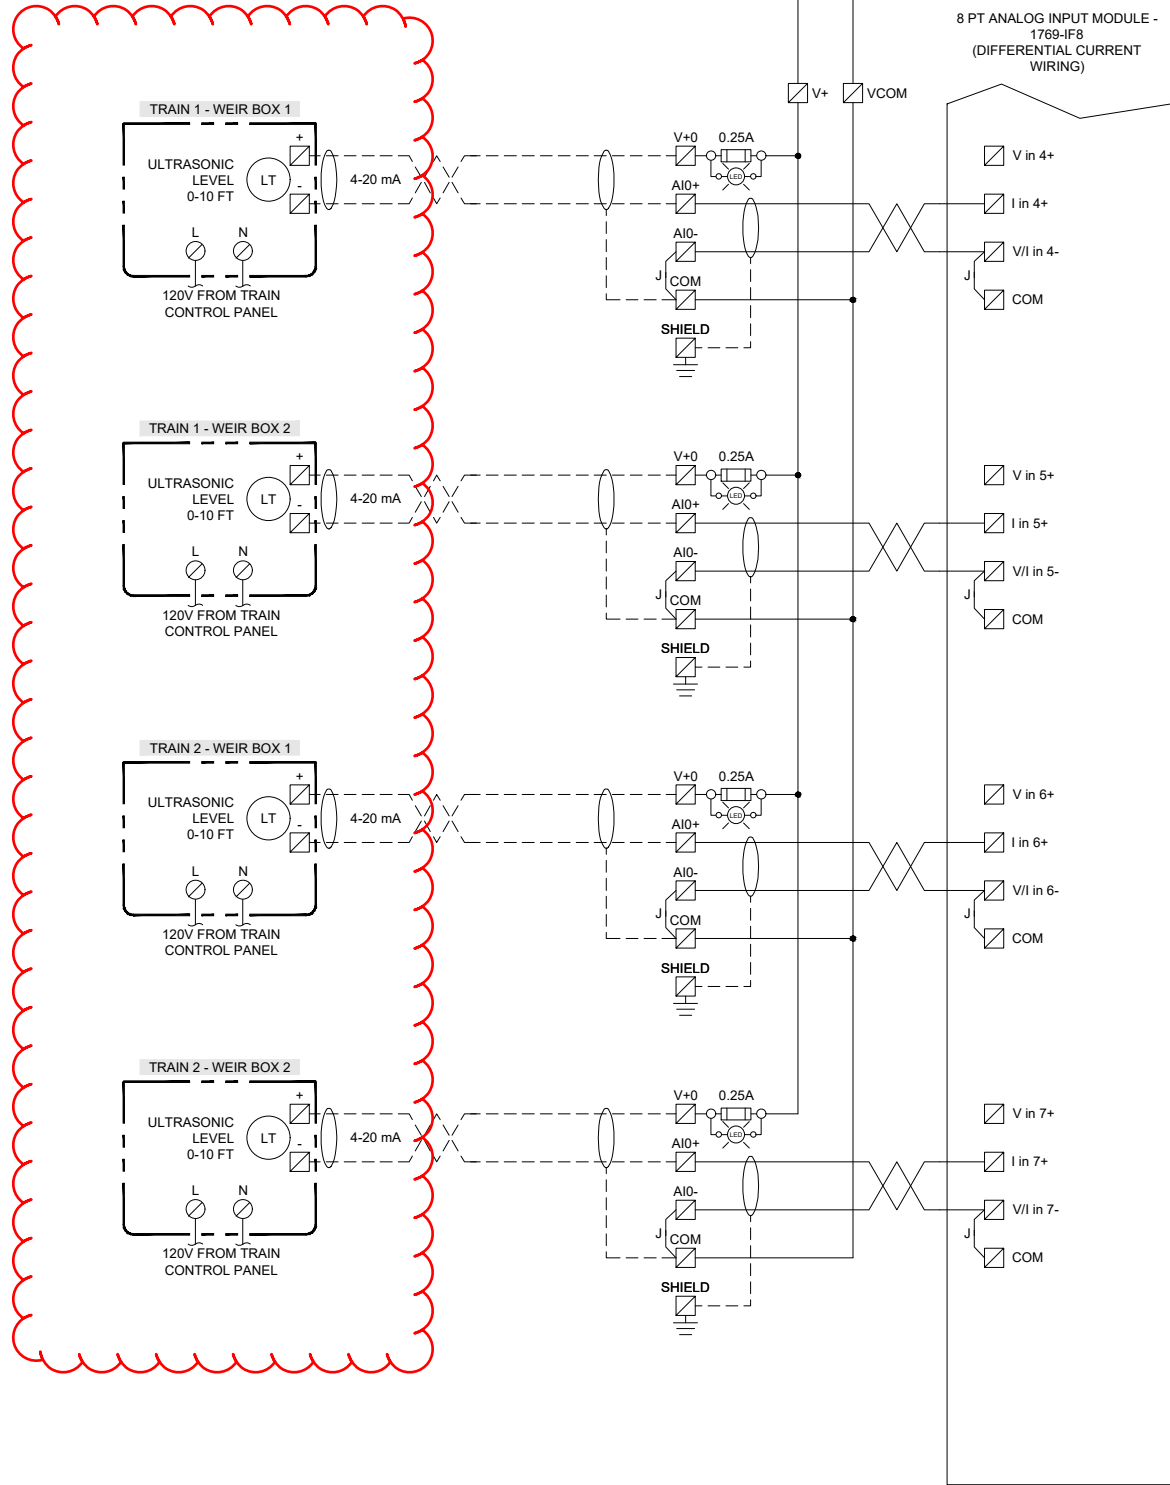 8 PT ANALOG INPUT MODULE -
1769-IF8
(DIFFERENTIAL CURRENT
WIRING)
V+
VCOM
TRAIN 1 - WEIR BOX 1
ULTRASONIC
LEVEL
0-10 FT
LT
+
-
4-20 mA
L
N
120V FROM TRAIN
CONTROL PANEL
V+0
0.25A
LED
AI0+
AI0-
J
COM
SHIELD
V in 4+
I in 4+
V/I in 4-
J
COM
TRAIN 1 - WEIR BOX 2
ULTRASONIC
LEVEL
0-10 FT
LT
+
-
4-20 mA
L
N
120V FROM TRAIN
CONTROL PANEL
V+0
0.25A
LED
AI0+
AI0-
J
COM
SHIELD
V in 5+
I in 5+
V/I in 5-
J
COM
TRAIN 2 - WEIR BOX 1
ULTRASONIC
LEVEL
0-10 FT
LT
+
-
4-20 mA
L
N
120V FROM TRAIN
CONTROL PANEL
V+0
0.25A
LED
AI0+
AI0-
J
COM
SHIELD
V in 6+
I in 6+
V/I in 6-
J
COM
TRAIN 2 - WEIR BOX 2
ULTRASONIC
LEVEL
0-10 FT
LT
+
-
4-20 mA
L
N
120V FROM TRAIN
CONTROL PANEL
V+0
0.25A
LED
AI0+
AI0-
J
COM
SHIELD
V in 7+
I in 7+
V/I in 7-
J
COM